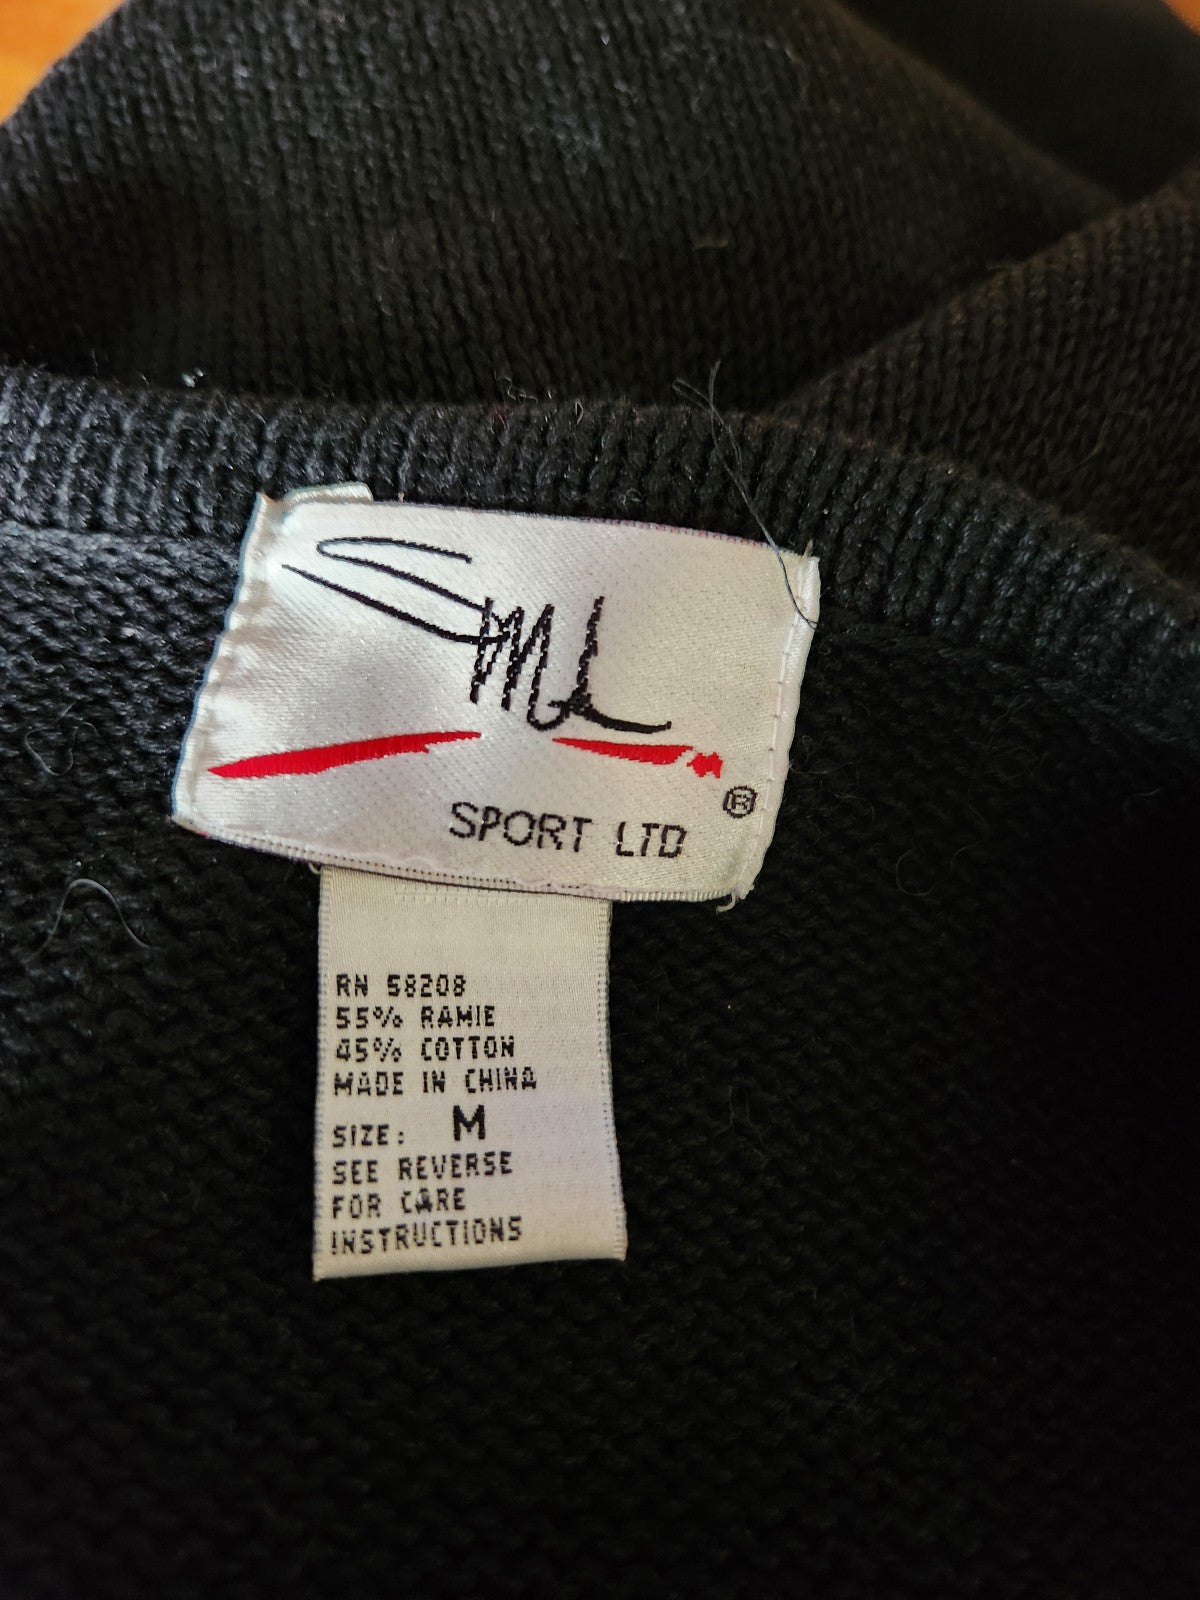 SML
SPORT LTD
®
RN 58208
55% RAMIE
45% COTTON
MADE IN CHINA
SIZE: M
SEE REVERSE
FOR CARE
INSTRUCTIONS